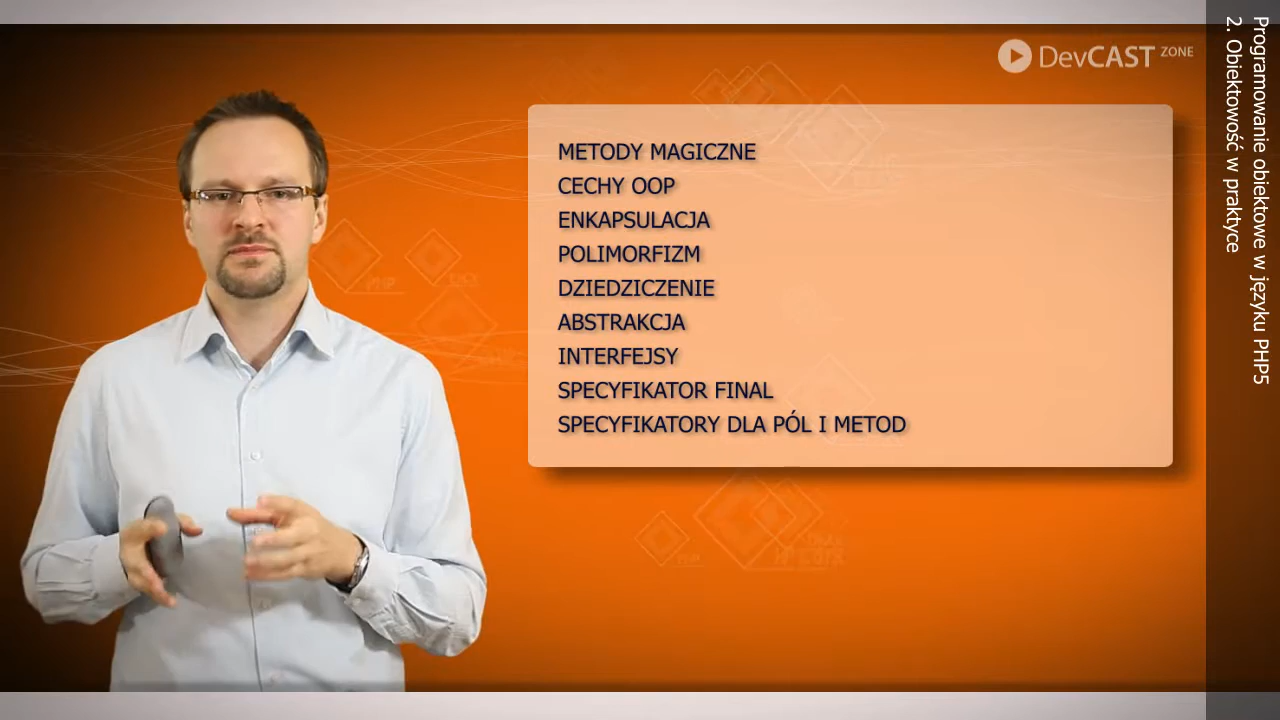 DevCAST ZONE
METODY MAGICZNE
CECHY OOP
ENKAPSULACJA
POLIMORFIZM
DZIEDZICZENIE
ABSTRAKCJA
INTERFEJSY
SPECYFIKATOR FINAL
SPECYFIKATORY DLA PÓL I METOD
Programowanie obiektowe w języku PHP5
2. Obiektowość w praktyce